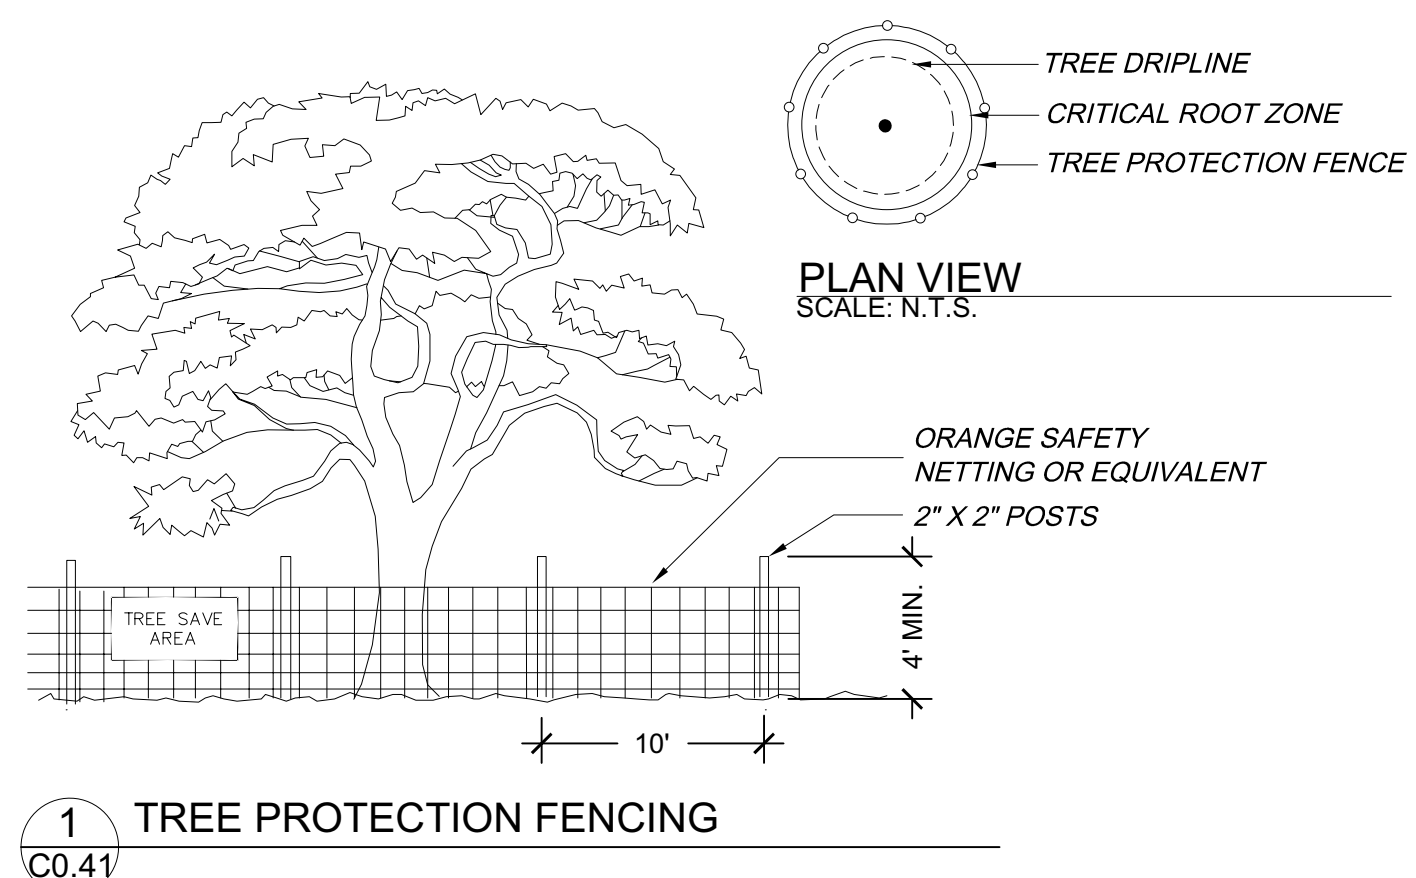 TREE DRIPLINE
CRITICAL ROOT ZONE
TREE PROTECTION FENCE
PLAN VIEW
SCALE: N.T.S.
ORANGE SAFETY
NETTING OR EQUIVALENT
2" X 2" POSTS
4' MIN.
TREE SAVE
AREA
10'
1
C0.41
TREE PROTECTION FENCING